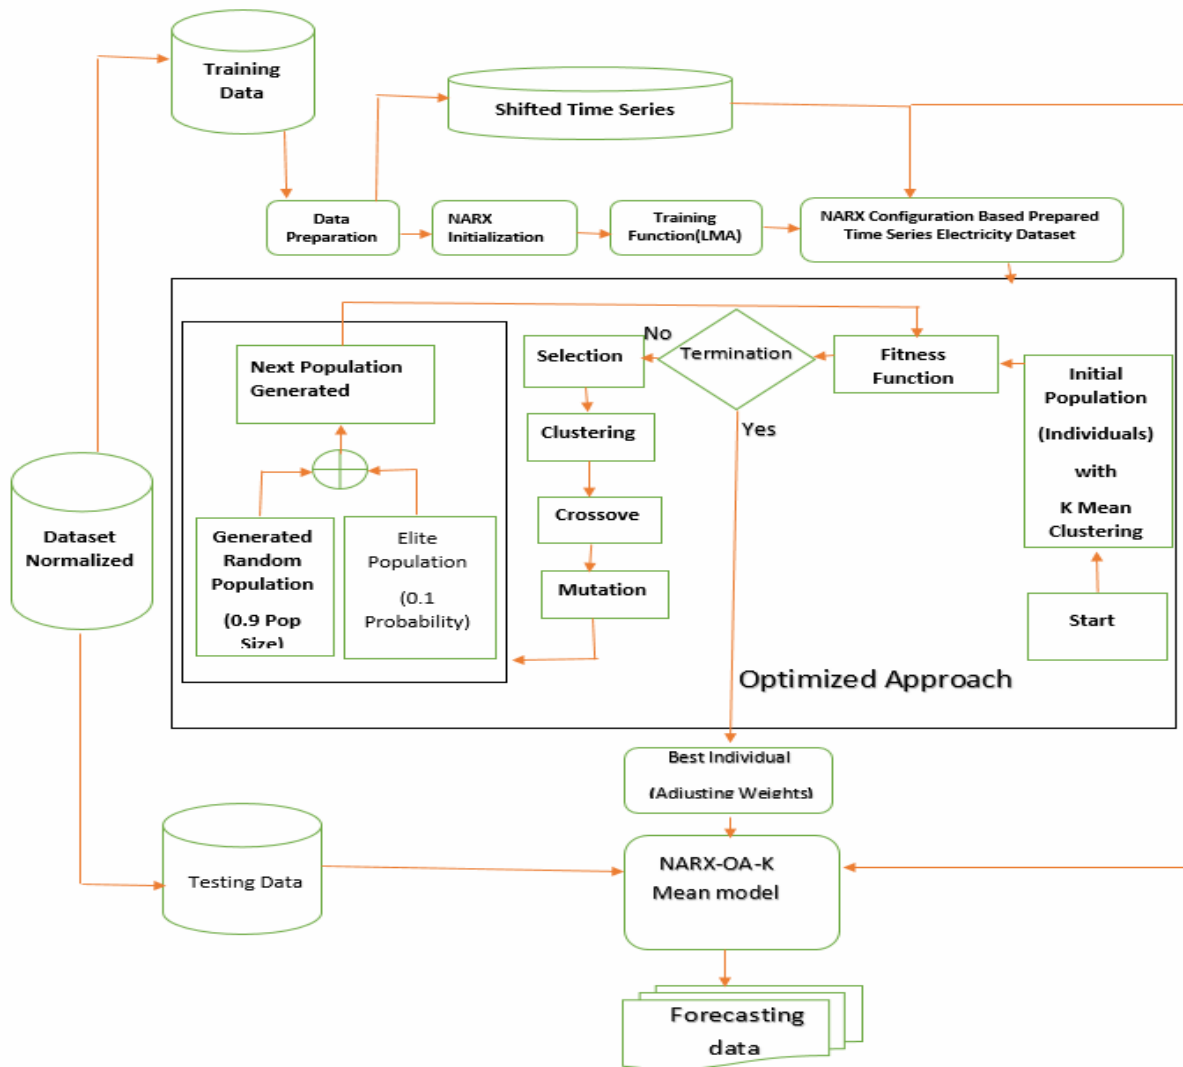 Training
Data
Shifted Time Series
Data
Preparation
NARX
Initialization
Training
Function(LMA)
NARX Configuration Based Prepared
Time Series Electricity Dataset
Next Population
Generated
No
Selection
Termination
Fitness
Function
Initial
Population
(Individuals)
with
K Mean
Clustering
Yes
Clustering
Crossove
Mutation
Dataset
Normalized
Generated
Random
Population
(0.9 Pop
Size)
Elite
Population
(0.1
Probability)
Start
Optimized Approach
Best Individual
(Adjusting Weights)
Testing Data
NARX-OA-K
Mean model
Forecasting
data